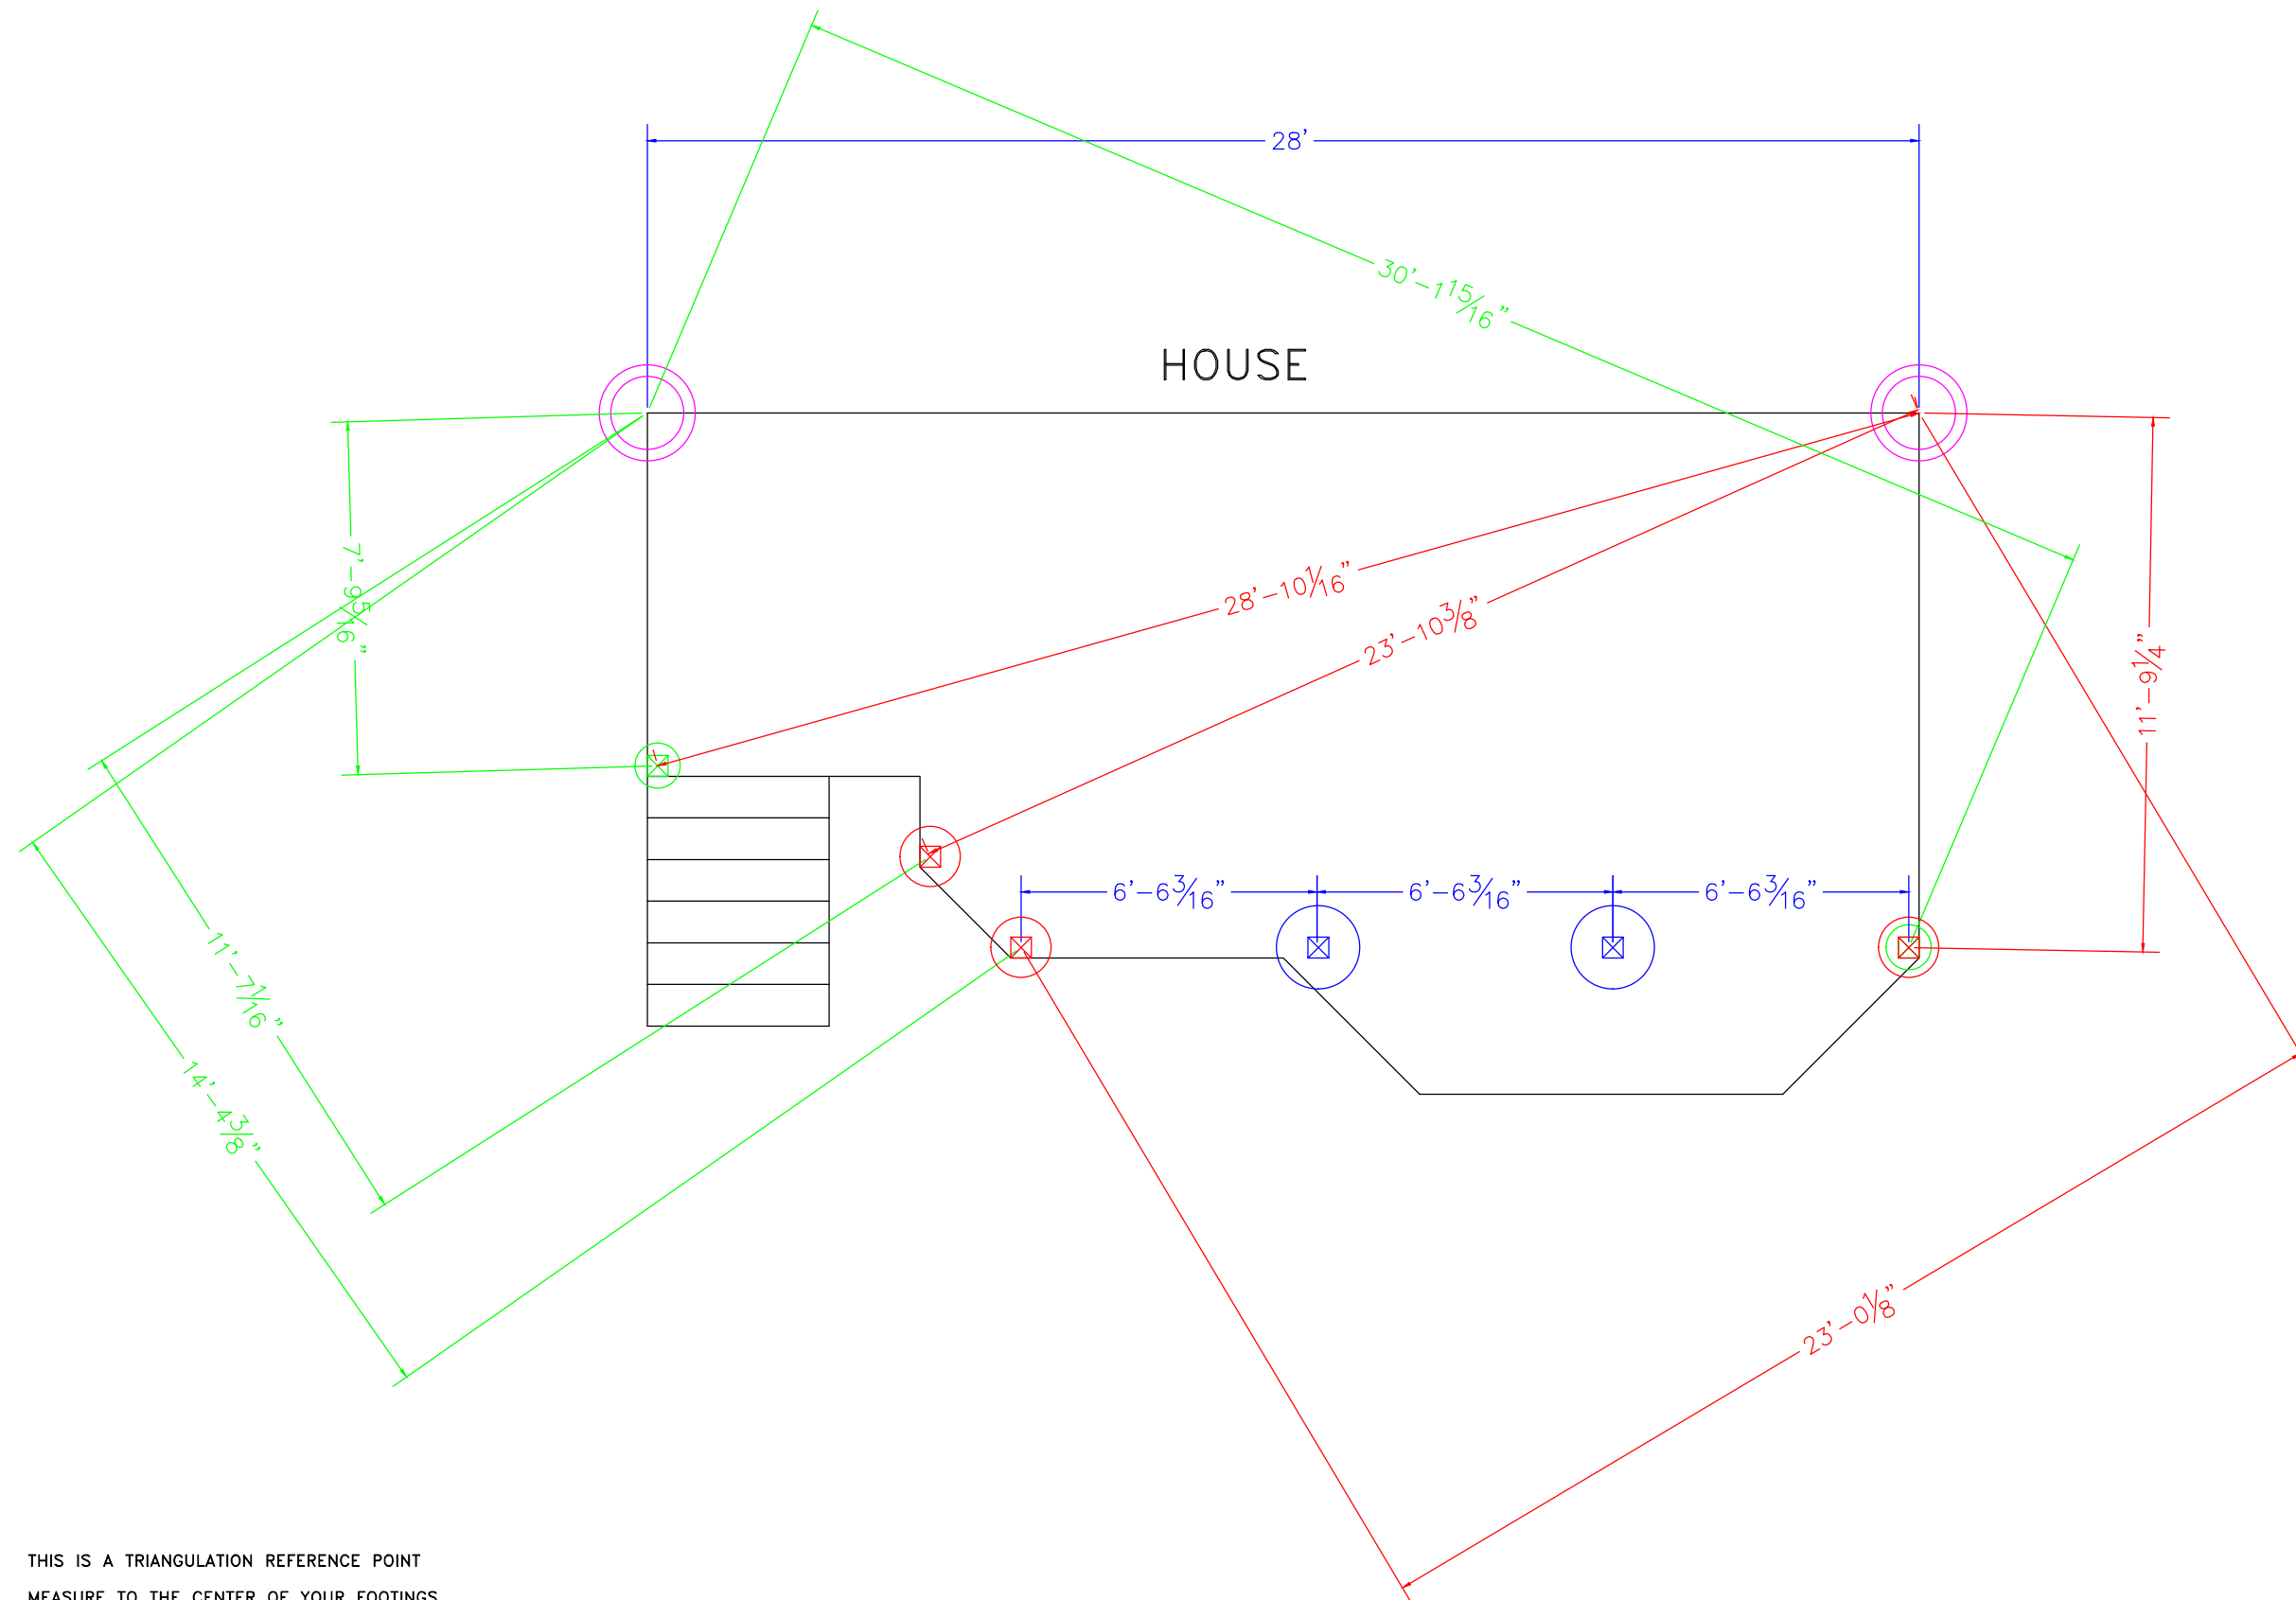 28'
30'-1 15/16"
HOUSE
7'-9 5/16"
28'-10 1/16"
23'-10 3/8"
11'-9 1/4"
6'-6 3/16" 6'-6 3/16" 6'-6 3/16"
11'-7 1/16"
14'-4 3/8"
23'-0 1/8"
THIS IS A TRIANGULATION REFERENCE POINT
MEASURE TO THE CENTER OF YOUR FOOTINGS